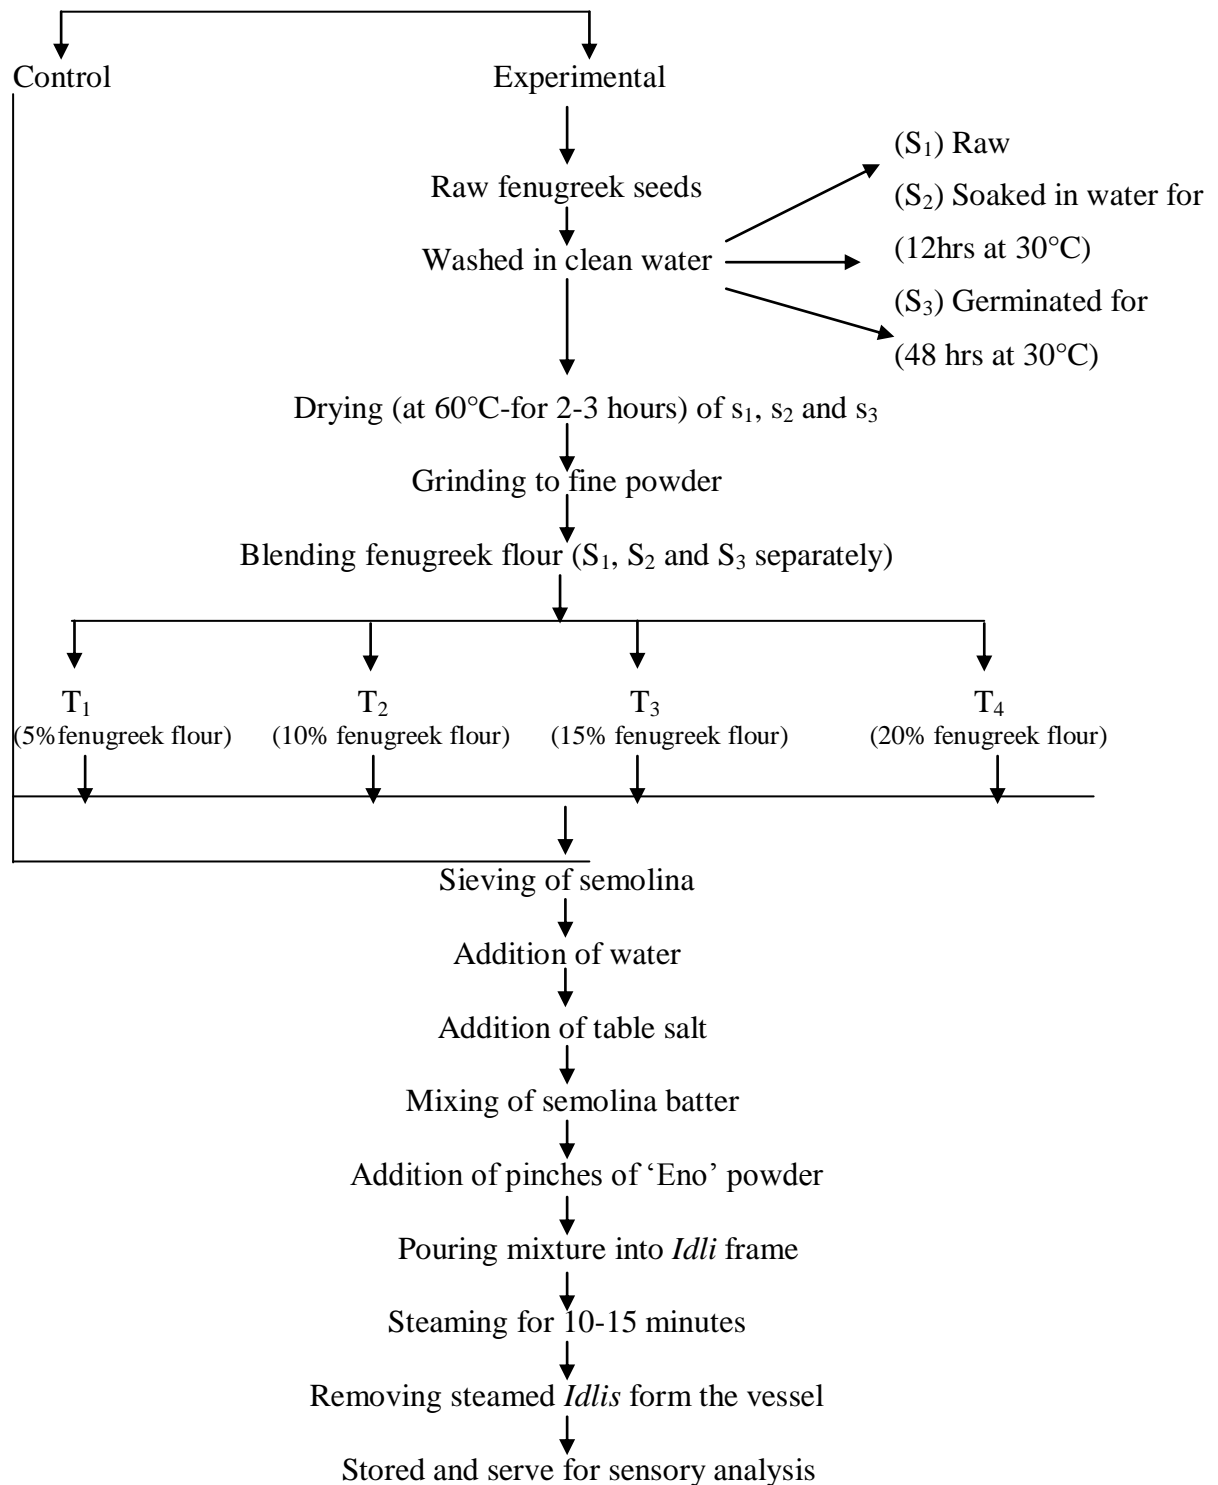 Control
Experimental
(S₁) Raw
Raw fenugreek seeds
(S₂) Soaked in water for
(12hrs at 30°C)
Washed in clean water
(S₃) Germinated for
(48 hrs at 30°C)
Drying (at 60°C-for 2-3 hours) of s₁, s₂ and s₃
Grinding to fine powder
Blending fenugreek flour (S₁, S₂ and S₃ separately)
T₁
(5%fenugreek flour)
T₂
(10% fenugreek flour)
T₃
(15% fenugreek flour)
T₄
(20% fenugreek flour)
Sieving of semolina
Addition of water
Addition of table salt
Mixing of semolina batter
Addition of pinches of ‘Eno’ powder
Pouring mixture into Idli frame
Steaming for 10-15 minutes
Removing steamed Idlis form the vessel
Stored and serve for sensory analysis